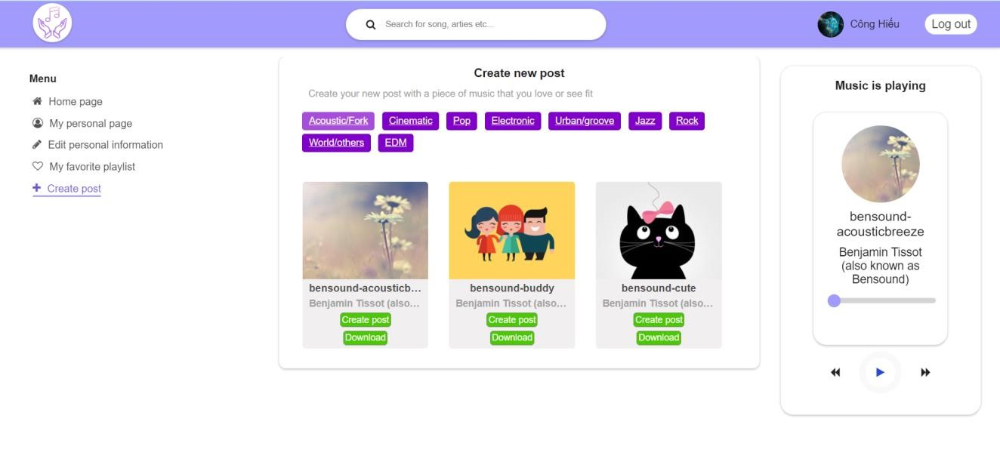 Search for song, arties etc...
Công Hiếu
Log out
Menu
Home page
My personal page
Edit personal information
My favorite playlist
Create post
Create new post
Create your new post with a piece of music that you love or see fit
Acoustic/Fork Cinematic Pop Electronic Urban/groove Jazz Rock
World/others EDM
bensound-acousticb...
Benjamin Tissot (also...
Create post
Download
bensound-buddy
Benjamin Tissot (also...
Create post
Download
bensound-cute
Benjamin Tissot (also...
Create post
Download
Music is playing
bensound-
acousticbreeze
Benjamin Tissot
(also known as
Bensound)